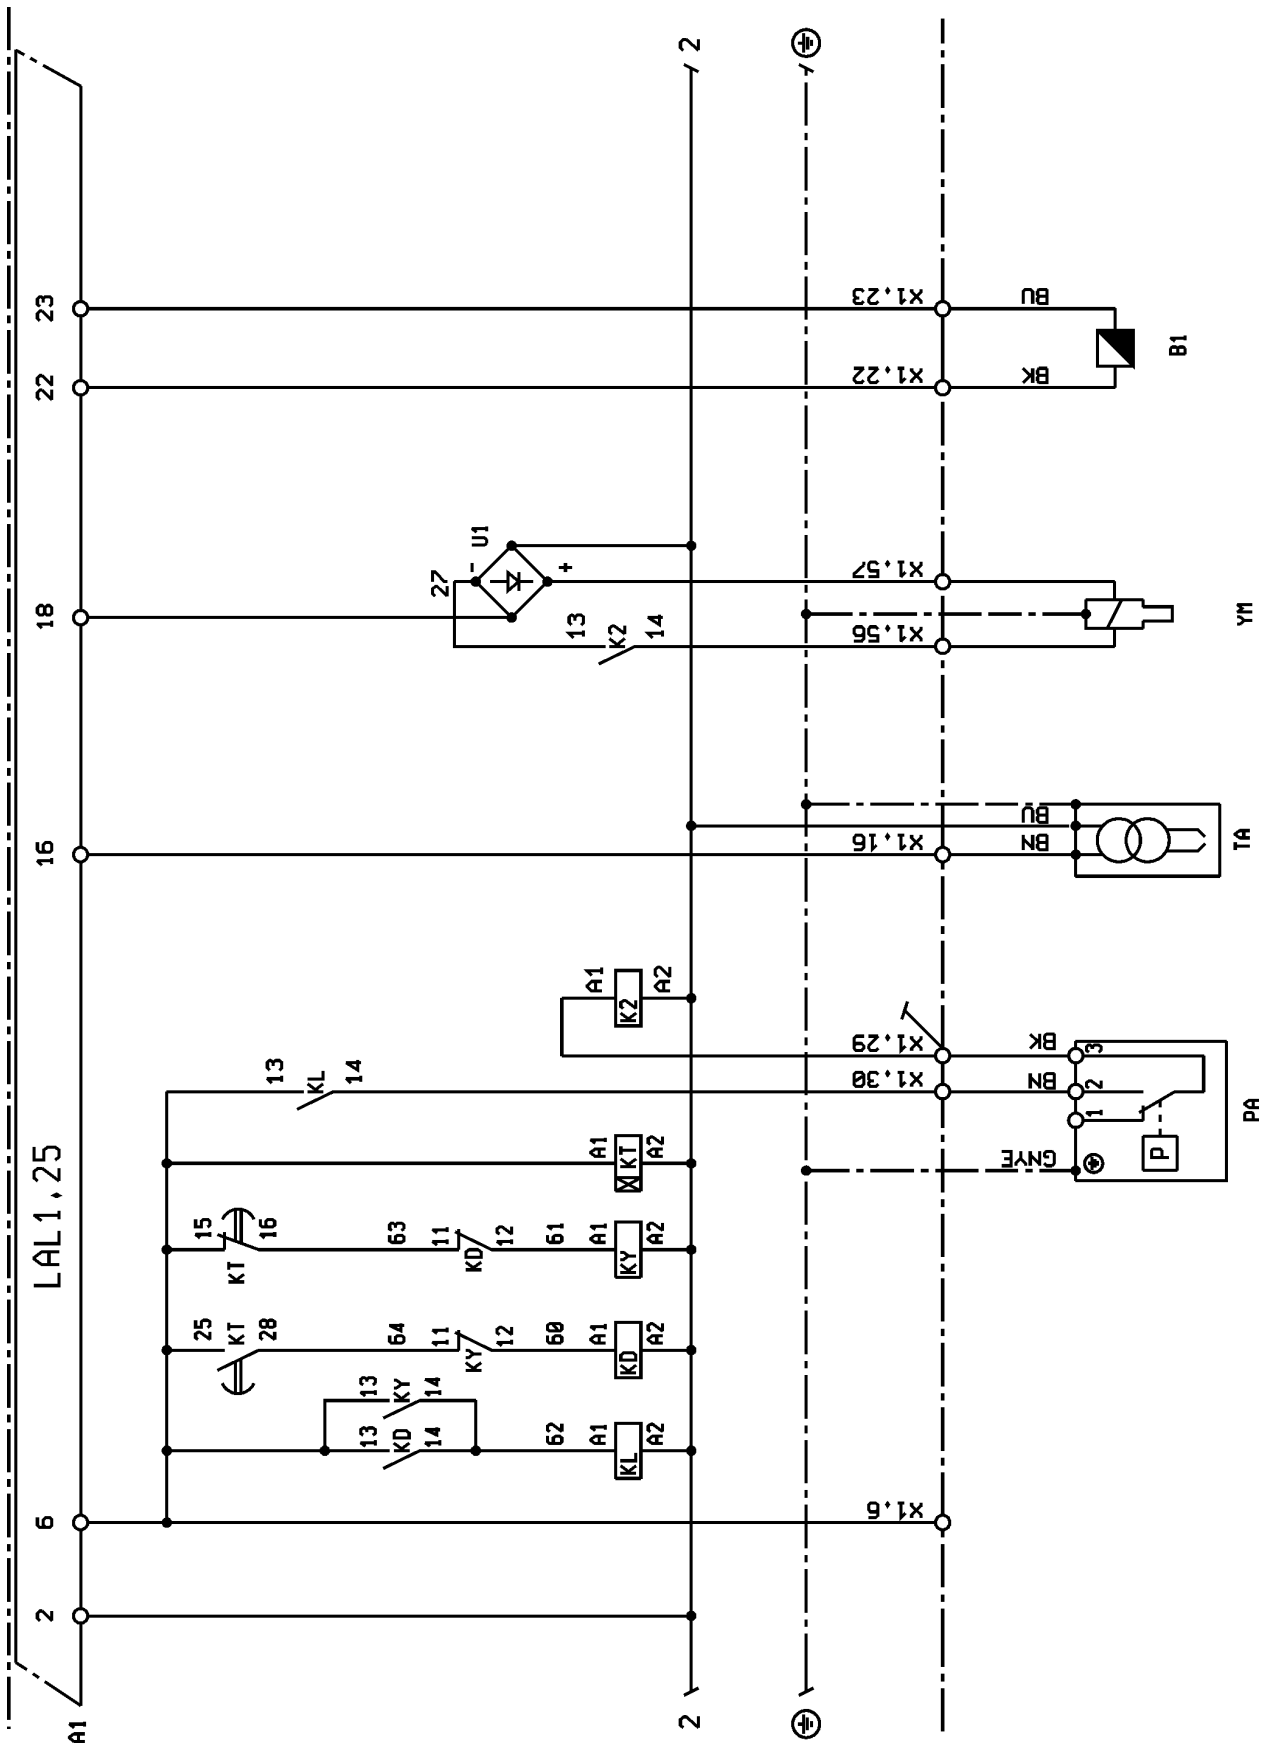 A1
LAL1.25
2
6
16
18
22
23
2
2
X1.6
62
A1
KL
A2
13
KD
14
13
KY
14
25
KT
28
64
11
KY
12
60
A1
KD
A2
15
KT
16
63
11
KD
12
61
A1
KY
A2
A1
KT
A2
13
KL
14
X1.30
BN
X1.29
BK
A1
K2
A2
GNYE
1
2
3
P
PA
X1.16
BN
BU
TA
27
-
U1
+
13
K2
14
X1.56
X1.57
YM
X1.22
BK
X1.23
BU
B1